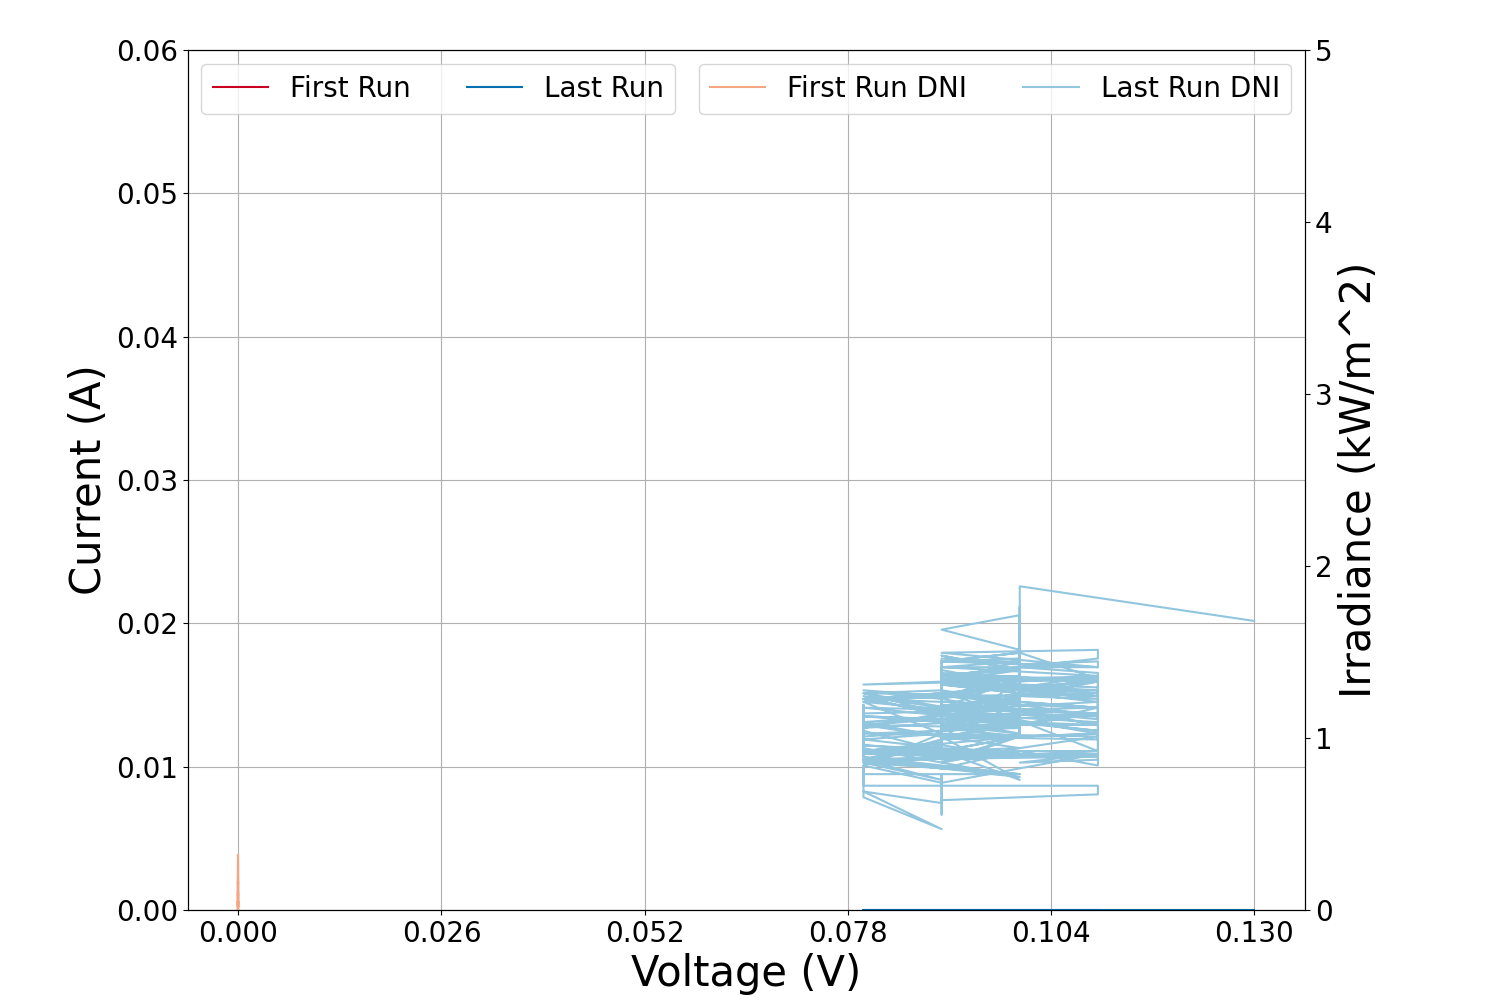 First Run
Last Run
First Run DNI
Last Run DNI
0.06
0.05
0.04
0.03
0.02
0.01
0.00
Current (A)
5
4
3
2
1
0
Irradiance (kW/m^2)
0.000
0.026
0.052
0.078
0.104
0.130
Voltage (V)